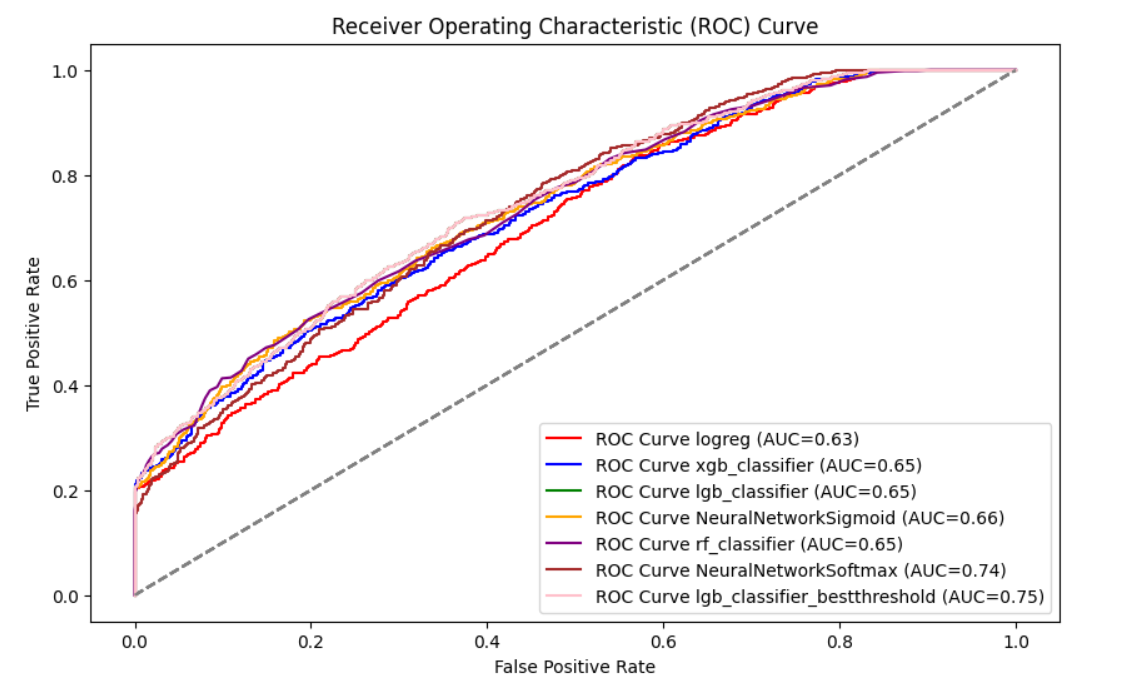 Receiver Operating Characteristic (ROC) Curve
True Positive Rate
1.0
0.8
0.6
0.4
0.2
0.0
ROC Curve logreg (AUC=0.63)
ROC Curve xgb_classifier (AUC=0.65)
ROC Curve lgb_classifier (AUC=0.65)
ROC Curve NeuralNetworkSigmoid (AUC=0.66)
ROC Curve rf_classifier (AUC=0.65)
ROC Curve NeuralNetworkSoftmax (AUC=0.74)
ROC Curve lgb_classifier_bestthreshold (AUC=0.75)
0.0 0.2 0.4 0.6 0.8 1.0
False Positive Rate